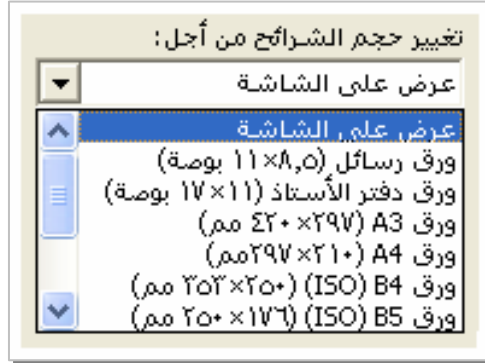 تغيير حجم الشرائح من أجل:
عرض على الشاشة
عرض على الشاشة
ورق رسائل (٨,٥×١١ بوصة)
ورق دفتر الأستاذ (١١×١٧ بوصة)
ورق A3 (٢٩٧×٤٢٠ مم)
ورق A4 (٢١٠×٢٩٧مم)
ورق B4 (ISO) (٢٥٠×٣٥٣ مم)
ورق B5 (ISO) (١٧٦×٢٥٠ مم)